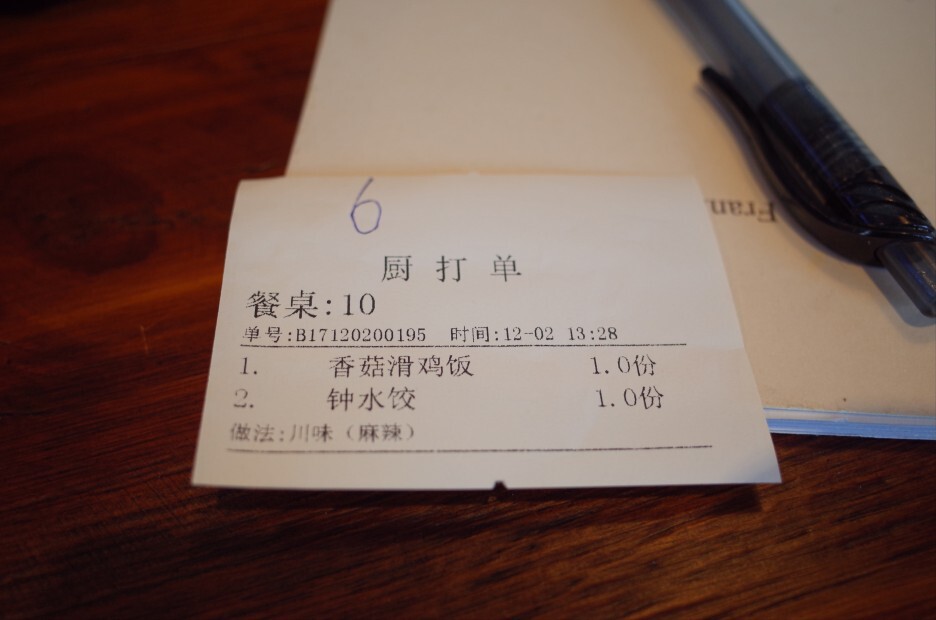 6
厨打单
餐桌:10
单号:B17120200195 时间:12-02 13:28
1. 香菇滑鸡饭 1.0份
2. 钟水饺 1.0份
做法:川味（麻辣）
Fran